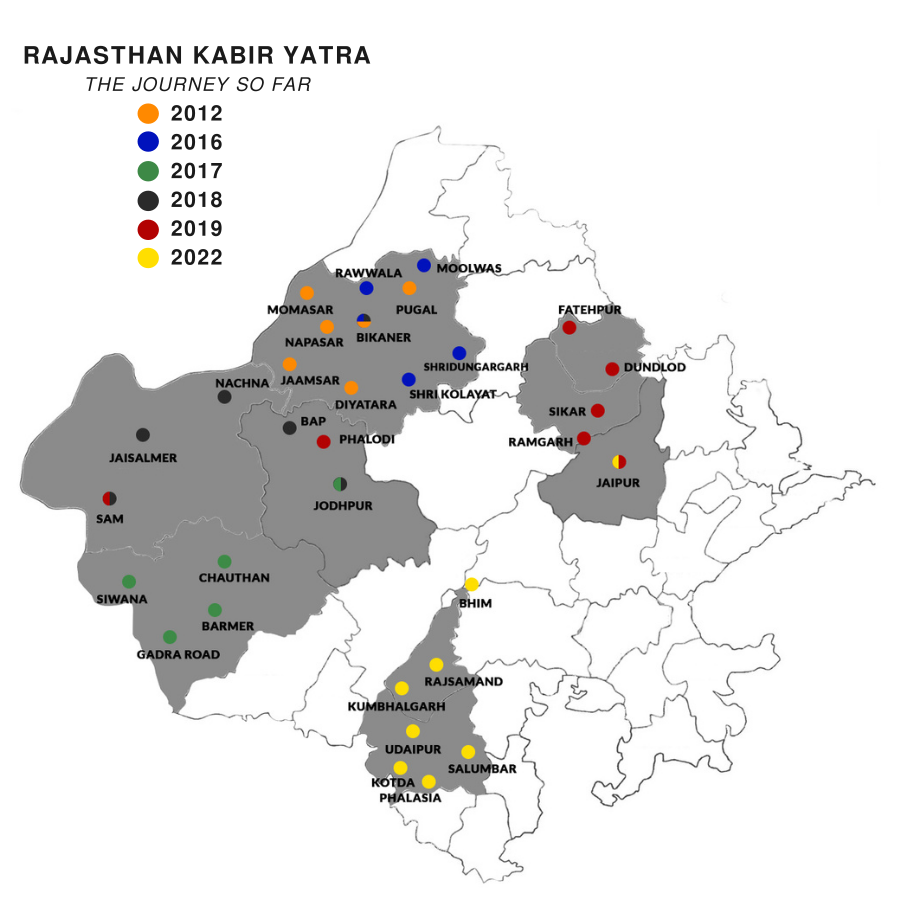 RAJASTHAN KABIR YATRA
THE JOURNEY SO FAR
2012
2016
2017
2018
2019
2022
RAWWALA
MOOLWAS
MOMASAR
PUGAL
FATEHPUR
NAPASAR
BIKANER
SHRIDUNGARGARH
DUNDLOD
NACHNA
JAAMSAR
SHRI KOLAYAT
DIYATARA
SIKAR
BAP
PHALODI
RAMGARH
JAISALMER
JAIPUR
SAM
JODHPUR
CHAUTHAN
SIWANA
BHIM
BARMER
GADRA ROAD
RAJSAMAND
KUMBHALGARH
UDAIPUR
SALUMBAR
KOTDA
PHALASIA